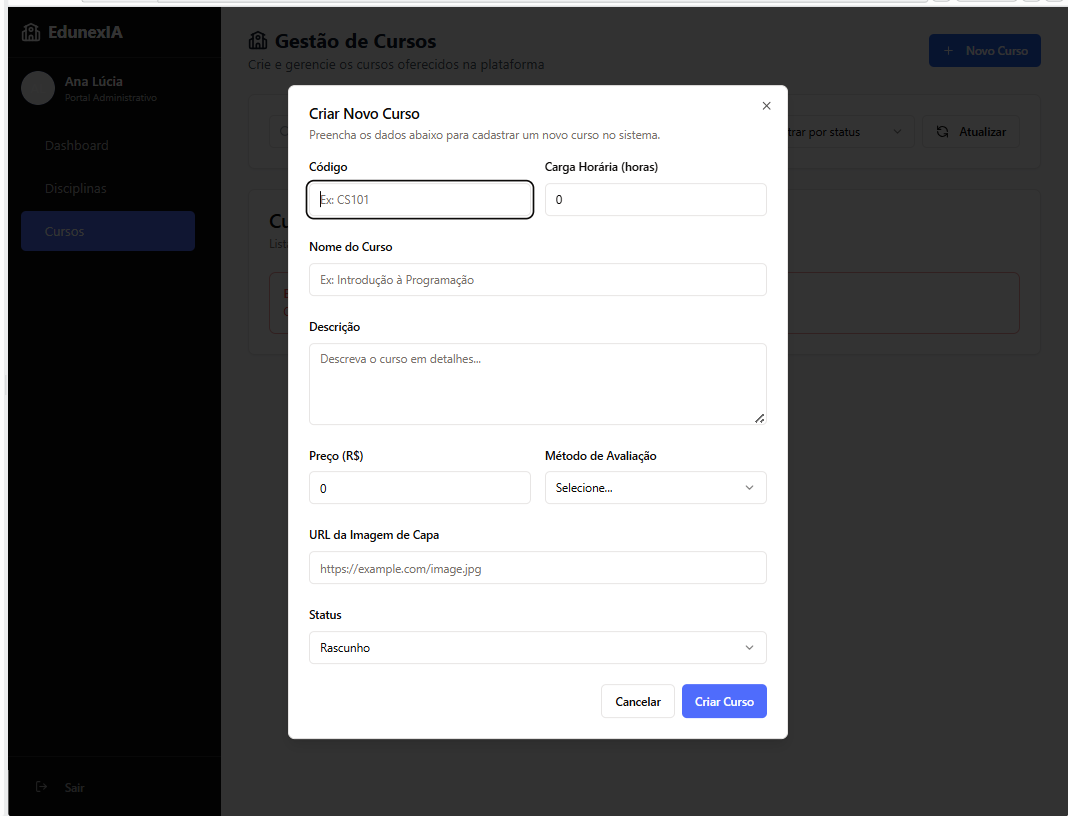 EdunexIA
Ana Lúcia
Portal Administrativo
Dashboard
Disciplinas
Cursos
Sair
Gestão de Cursos
Crie e gerencie os cursos oferecidos na plataforma
+ Novo Curso
trar por status
Atualizar
Cu
Lista
Criar Novo Curso
Preencha os dados abaixo para cadastrar um novo curso no sistema.
Código
Carga Horária (horas)
Ex: CS101
0
Nome do Curso
Ex: Introdução à Programação
Descrição
Descreva o curso em detalhes...
Preço (R$)
Método de Avaliação
0
Selecione...
URL da Imagem de Capa
https://example.com/image.jpg
Status
Rascunho
Cancelar
Criar Curso